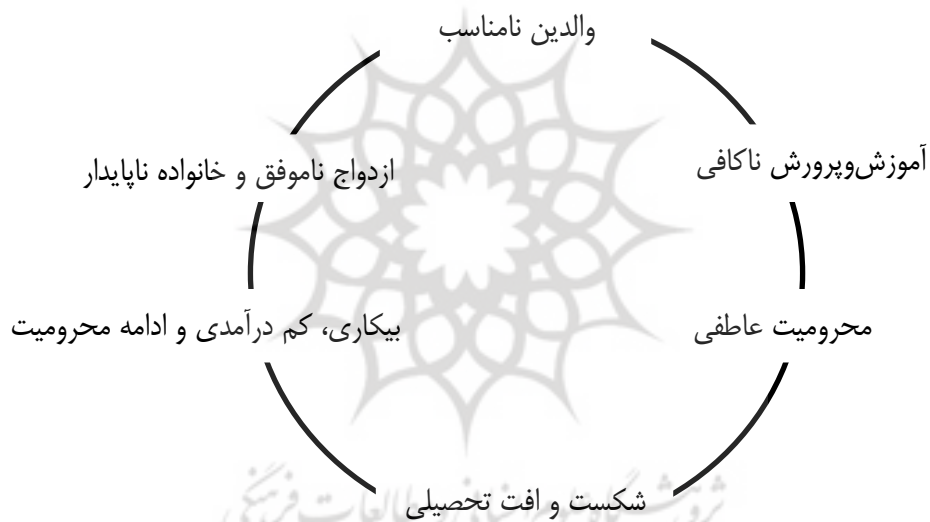 والدین نامناسب
آموزش‌وپرورش ناکافی
ازدواج ناموفق و خانواده ناپایدار
محرومیت عاطفی
بیکاری، کم درآمدی و ادامه محرومیت
شکست و افت تحصیلی